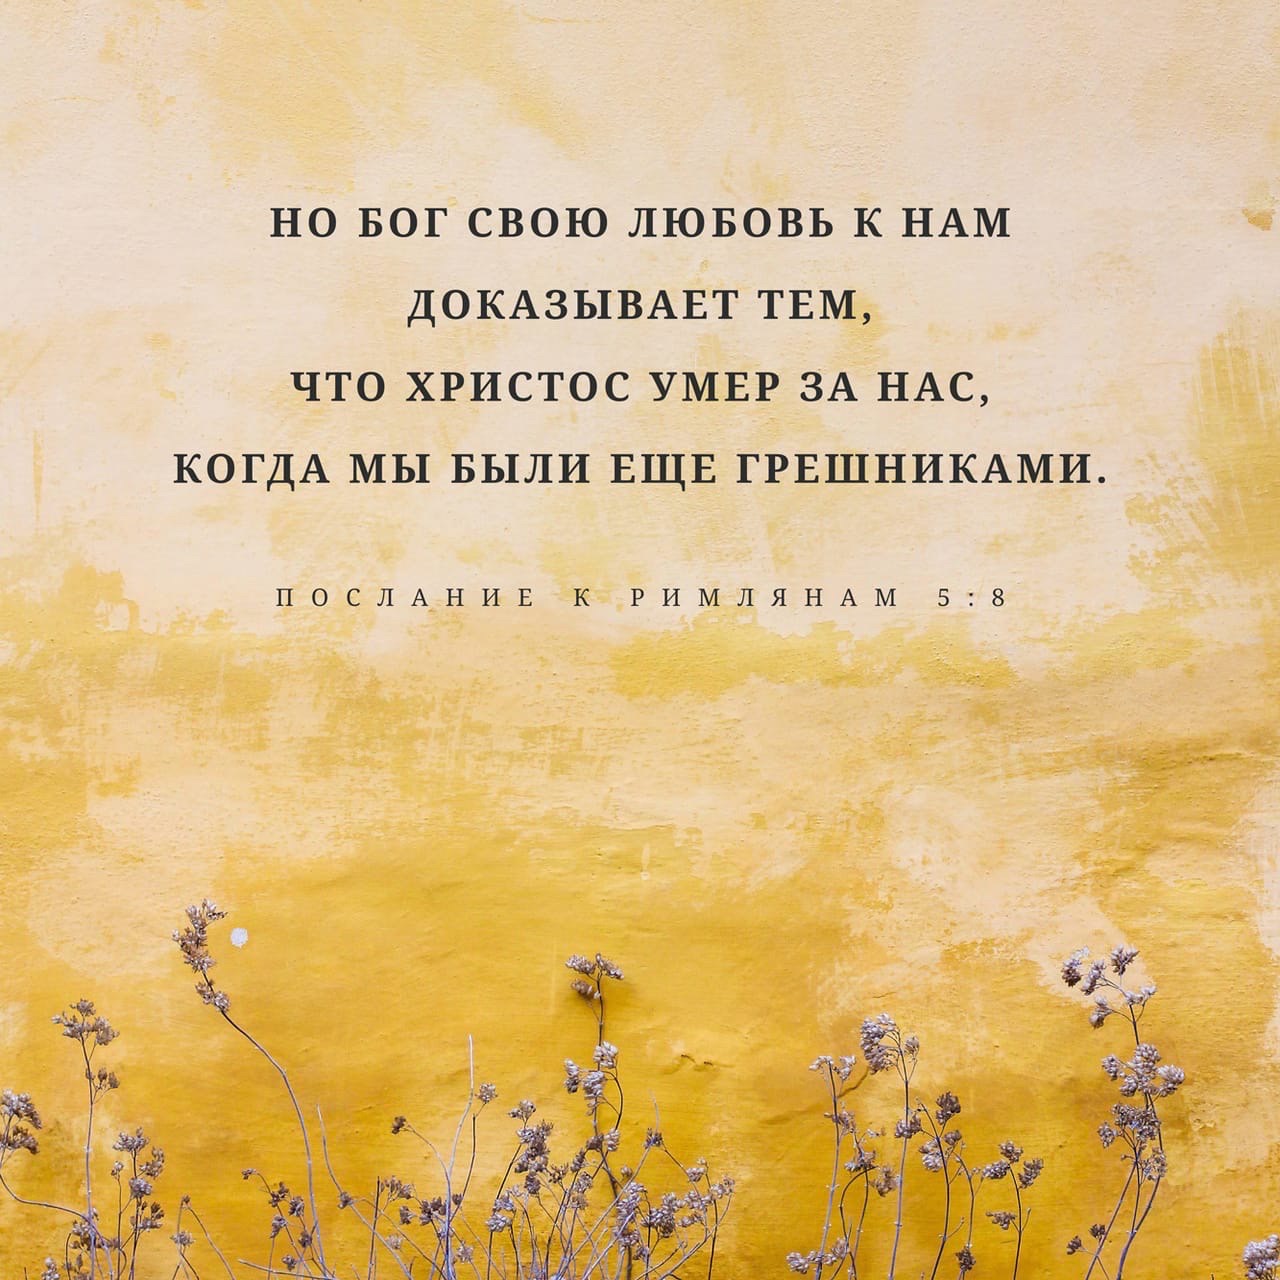 НО БОГ СВОЮ ЛЮБОВЬ К НАМ
ДОКАЗЫВАЕТ ТЕМ,
ЧТО ХРИСТОС УМЕР ЗА НАС,
КОГДА МЫ БЫЛИ ЕЩЕ ГРЕШНИКАМИ.
ПОСЛАНИЕ К РИМЛЯНАМ 5:8